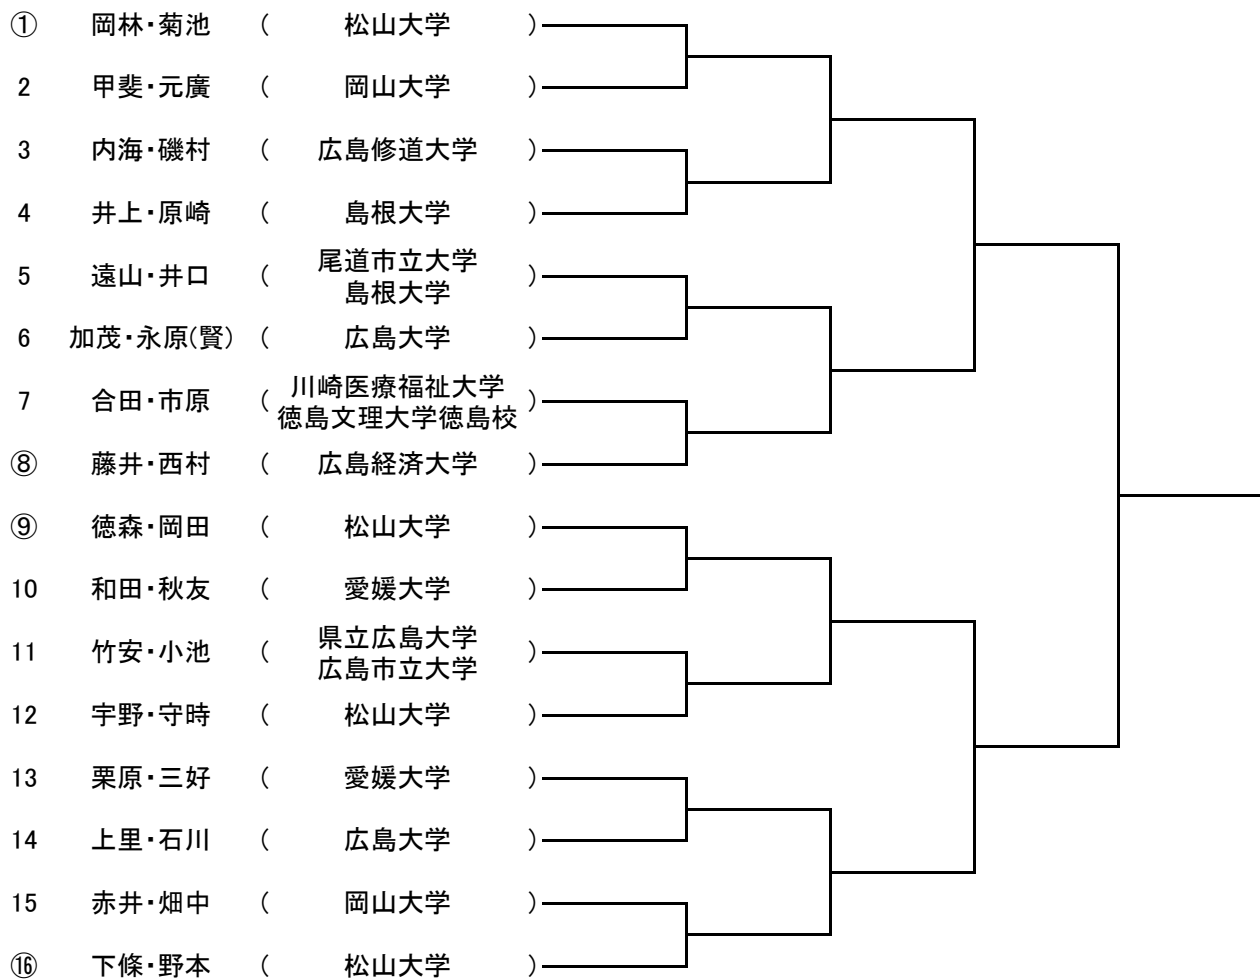 ① 岡林・菊池 ( 松山大学 )
2 甲斐・元廣 ( 岡山大学 )
3 内海・磯村 ( 広島修道大学 )
4 井上・原崎 ( 島根大学 )
5 遠山・井口 ( 尾道市立大学
島根大学 )
6 加茂・永原(賢) ( 広島大学 )
7 合田・市原 ( 川崎医療福祉大学
徳島文理大学徳島校 )
⑧ 藤井・西村 ( 広島経済大学 )
⑨ 徳森・岡田 ( 松山大学 )
10 和田・秋友 ( 愛媛大学 )
11 竹安・小池 ( 県立広島大学
広島市立大学 )
12 宇野・守時 ( 松山大学 )
13 栗原・三好 ( 愛媛大学 )
14 上里・石川 ( 広島大学 )
15 赤井・畑中 ( 岡山大学 )
⑯ 下條・野本 ( 松山大学 )